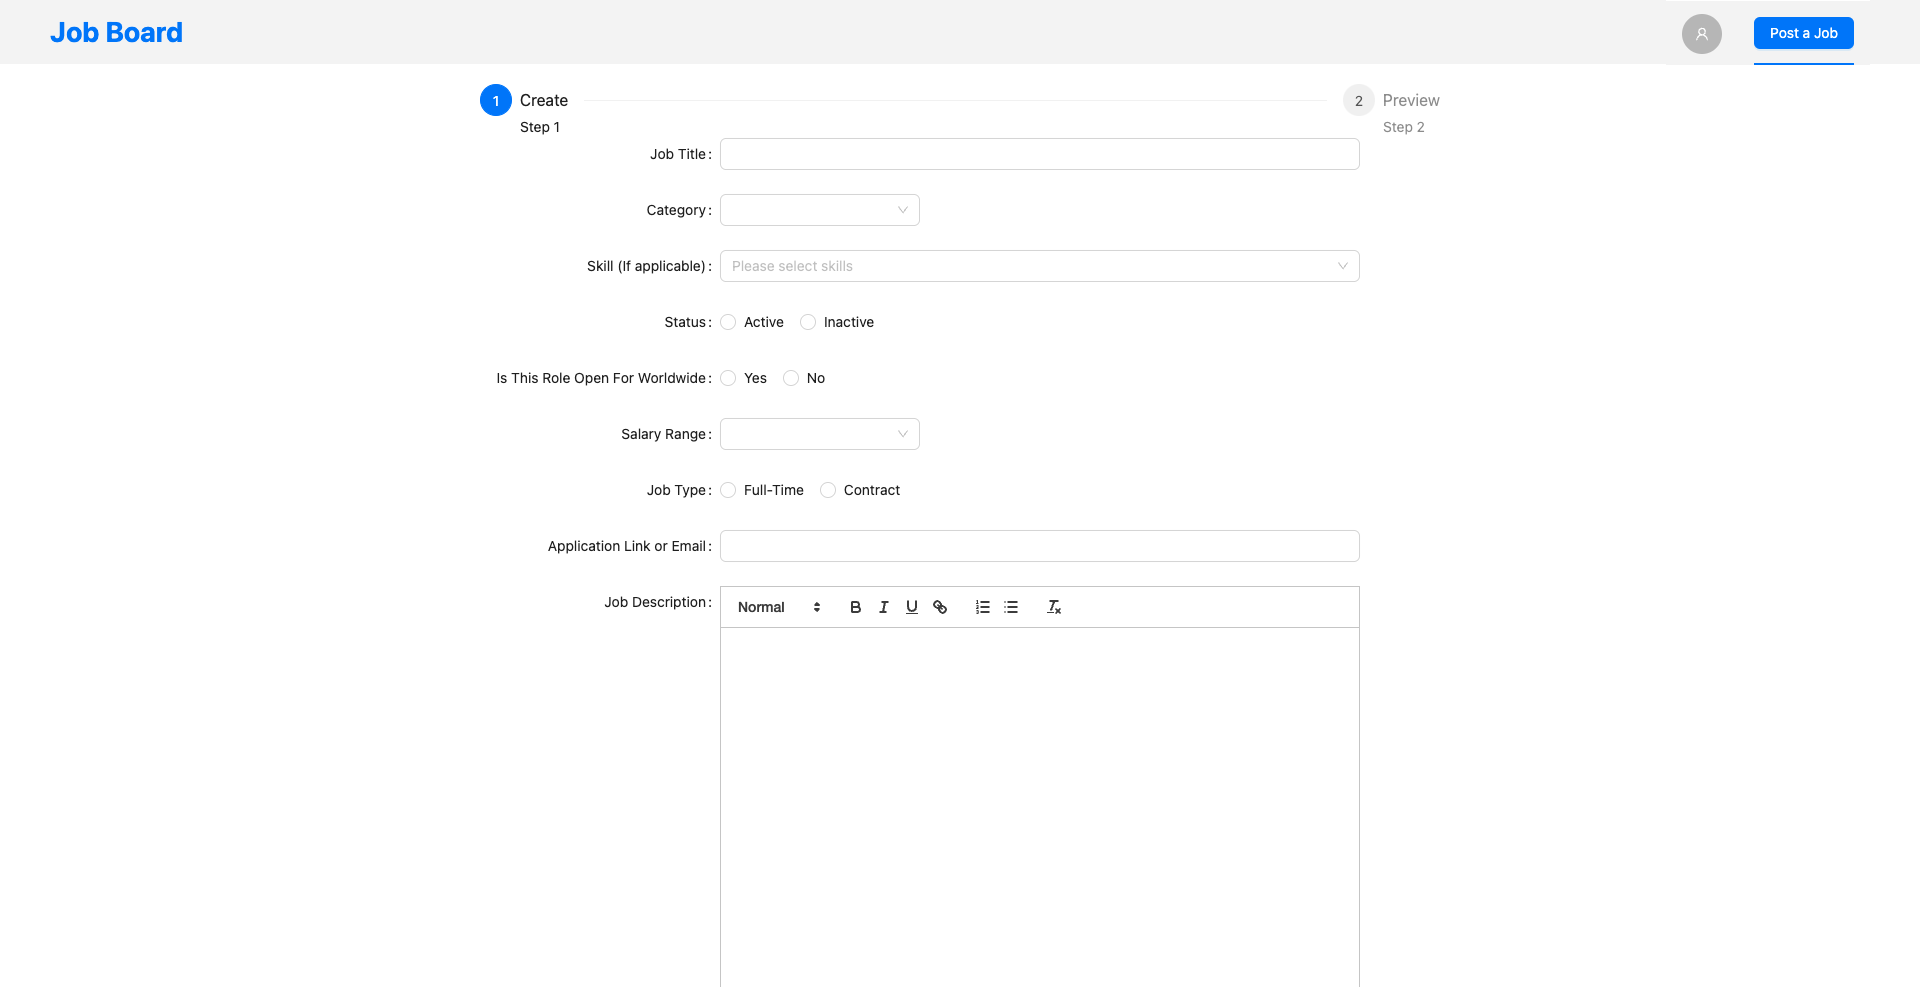 Job Board
Post a Job
1 Create
Step 1
2 Preview
Step 2
Job Title:
Category:
Skill (If applicable): Please select skills
Status: Active Inactive
Is This Role Open For Worldwide: Yes No
Salary Range:
Job Type: Full-Time Contract
Application Link or Email:
Job Description: Normal